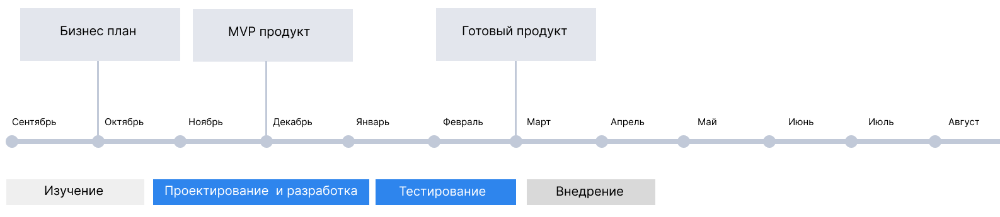 Бизнес план
MVP продукт
Готовый продукт
Сентябрь
Октябрь
Ноябрь
Декабрь
Январь
Февраль
Март
Апрель
Май
Июнь
Июль
Август
Изучение
Проектирование и разработка
Тестирование
Внедрение